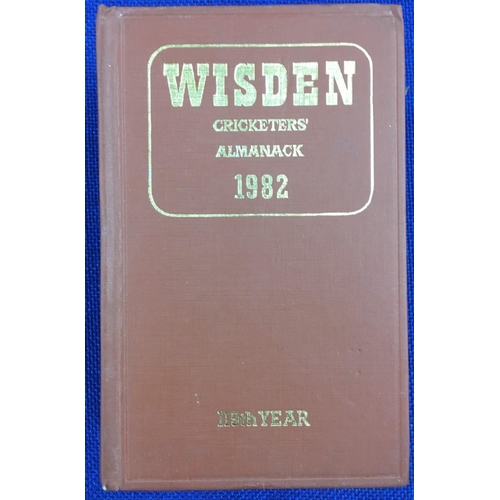 WISDEN
CRICKETERS'
ALMANACK
1982
119th YEAR